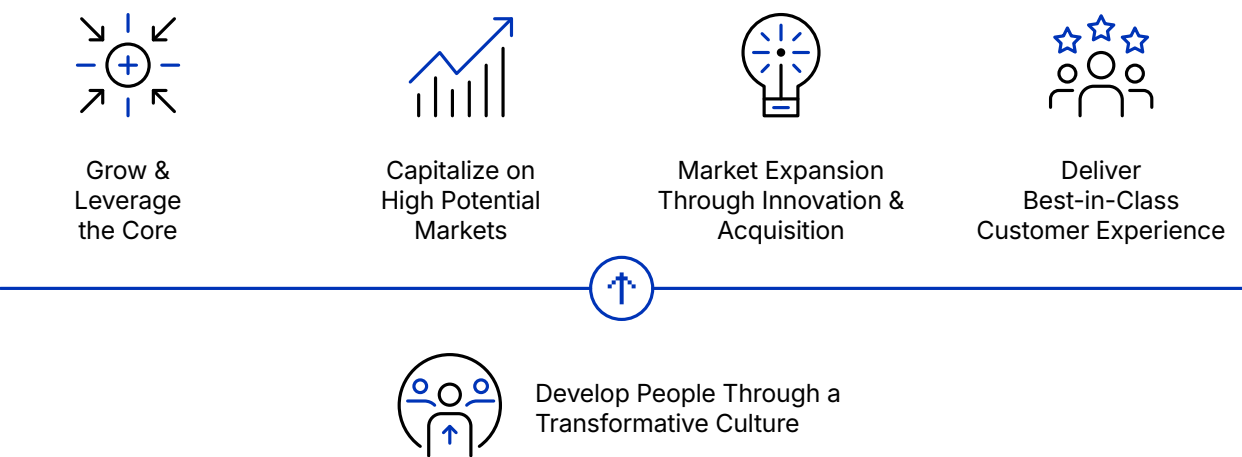 Grow &
Leverage
the Core
Capitalize on
High Potential
Markets
Market Expansion
Through Innovation &
Acquisition
Deliver
Best-in-Class
Customer Experience
Develop People Through a
Transformative Culture